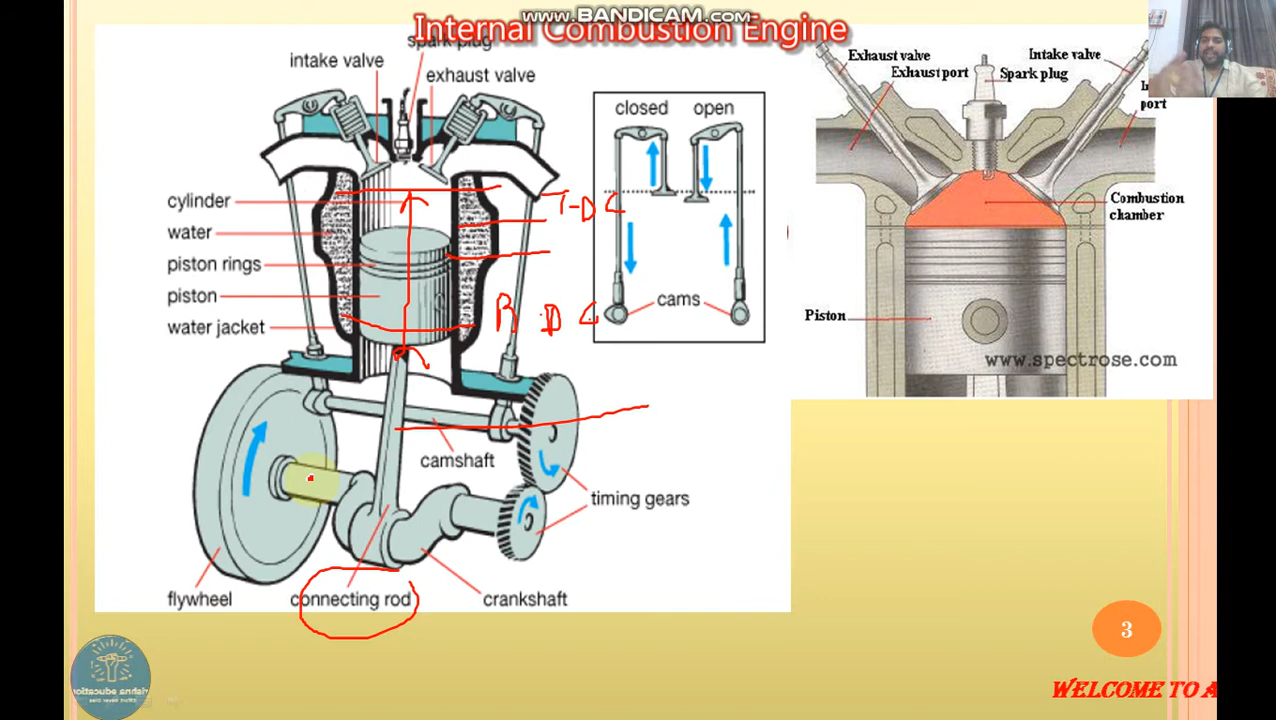 www.BANDICAM.com
Internal Combustion Engine
spark plug
intake valve
exhaust valve
cylinder
water
piston rings
piston
water jacket
T-DC
B.DC
camshaft
timing gears
flywheel
connecting rod
crankshaft
closed
open
cams
Exhaust valve
Exhaust port
Spark plug
Intake valve
port
Combustion
chamber
Piston
www.spectrose.com
3
WELCOME TO A